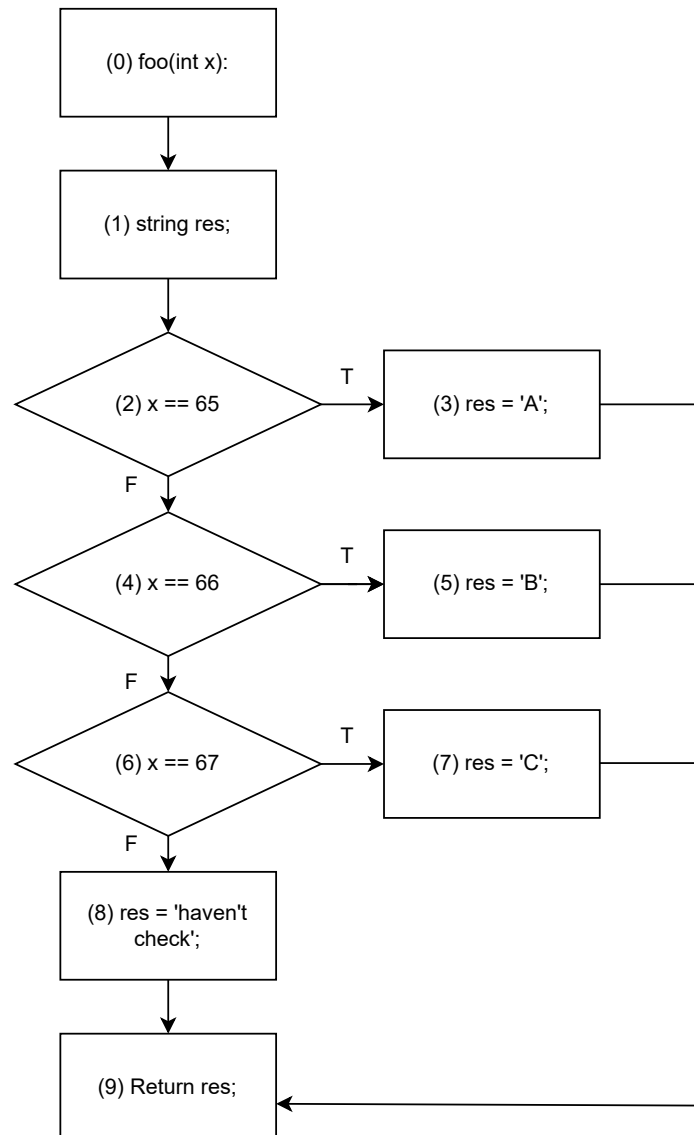 (0) foo(int x):
(1) string res;
(2) x == 65
T
(3) res = 'A';
F
(4) x == 66
T
(5) res = 'B';
F
(6) x == 67
T
(7) res = 'C';
F
(8) res = 'haven't
check';
(9) Return res;